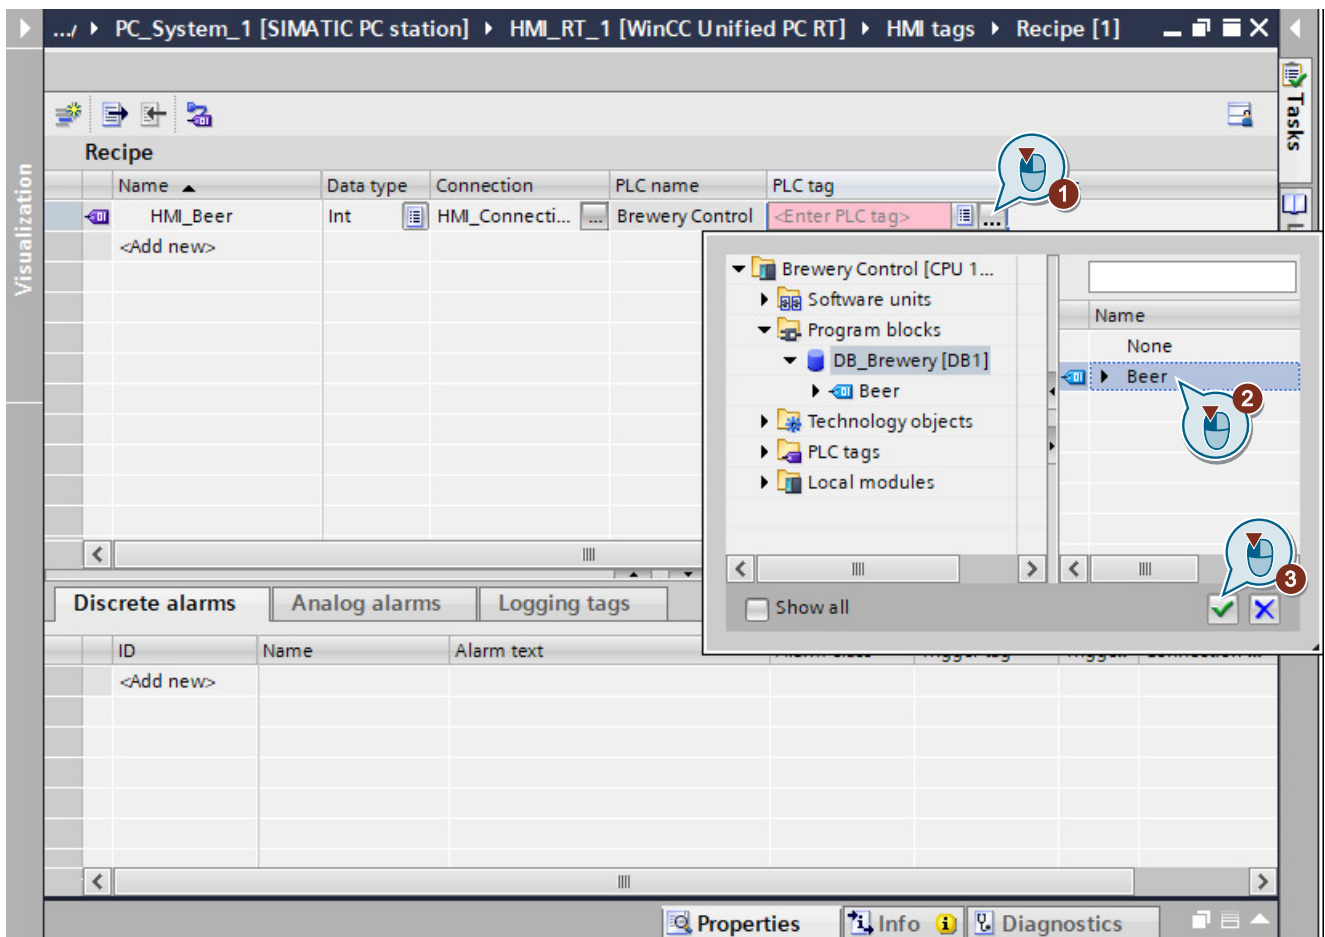 .../ PC_System_1 [SIMATIC PC station] HMI_RT_1 [WinCC Unified PC RT] HMI tags Recipe [1]
Tasks
Visualization
Recipe
Name Data type Connection PLC name PLC tag
1
HMI_Beer Int HMI_Connecti... ... Brewery Control <Enter PLC tag> ...
<Add new>
Brewery Control [CPU 1...
Software units
Name
Program blocks
None
DB_Brewery [DB1]
Beer
Beer
2
Technology objects
PLC tags
Local modules
3
Show all
Discrete alarms Analog alarms Logging tags
ID Name Alarm text
<Add new>
Properties Info Diagnostics